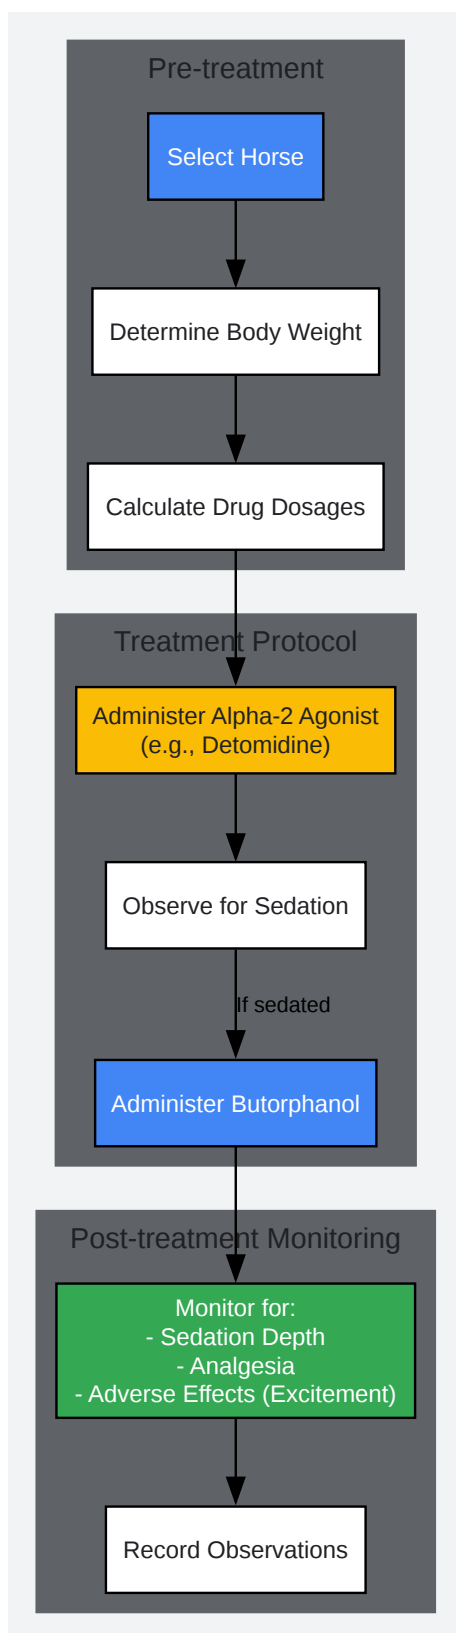 Pre-treatment
Select Horse
Determine Body Weight
Calculate Drug Dosages
Treatment Protocol
Administer Alpha-2 Agonist
(e.g., Detomidine)
Observe for Sedation
If sedated
Administer Butorphanol
Post-treatment Monitoring
Monitor for:
- Sedation Depth
- Analgesia
- Adverse Effects (Excitement)
Record Observations